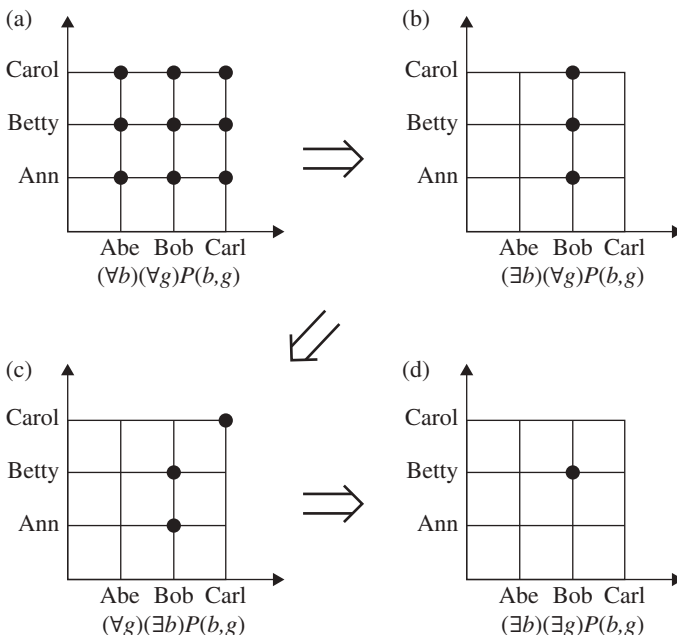 (a)
Carol
Betty
Ann
Abe Bob Carl
(∀b)(∀g)P(b,g)
(b)
Carol
Betty
Ann
Abe Bob Carl
(∃b)(∀g)P(b,g)
(c)
Carol
Betty
Ann
Abe Bob Carl
(∀g)(∃b)P(b,g)
(d)
Carol
Betty
Ann
Abe Bob Carl
(∃b)(∃g)P(b,g)